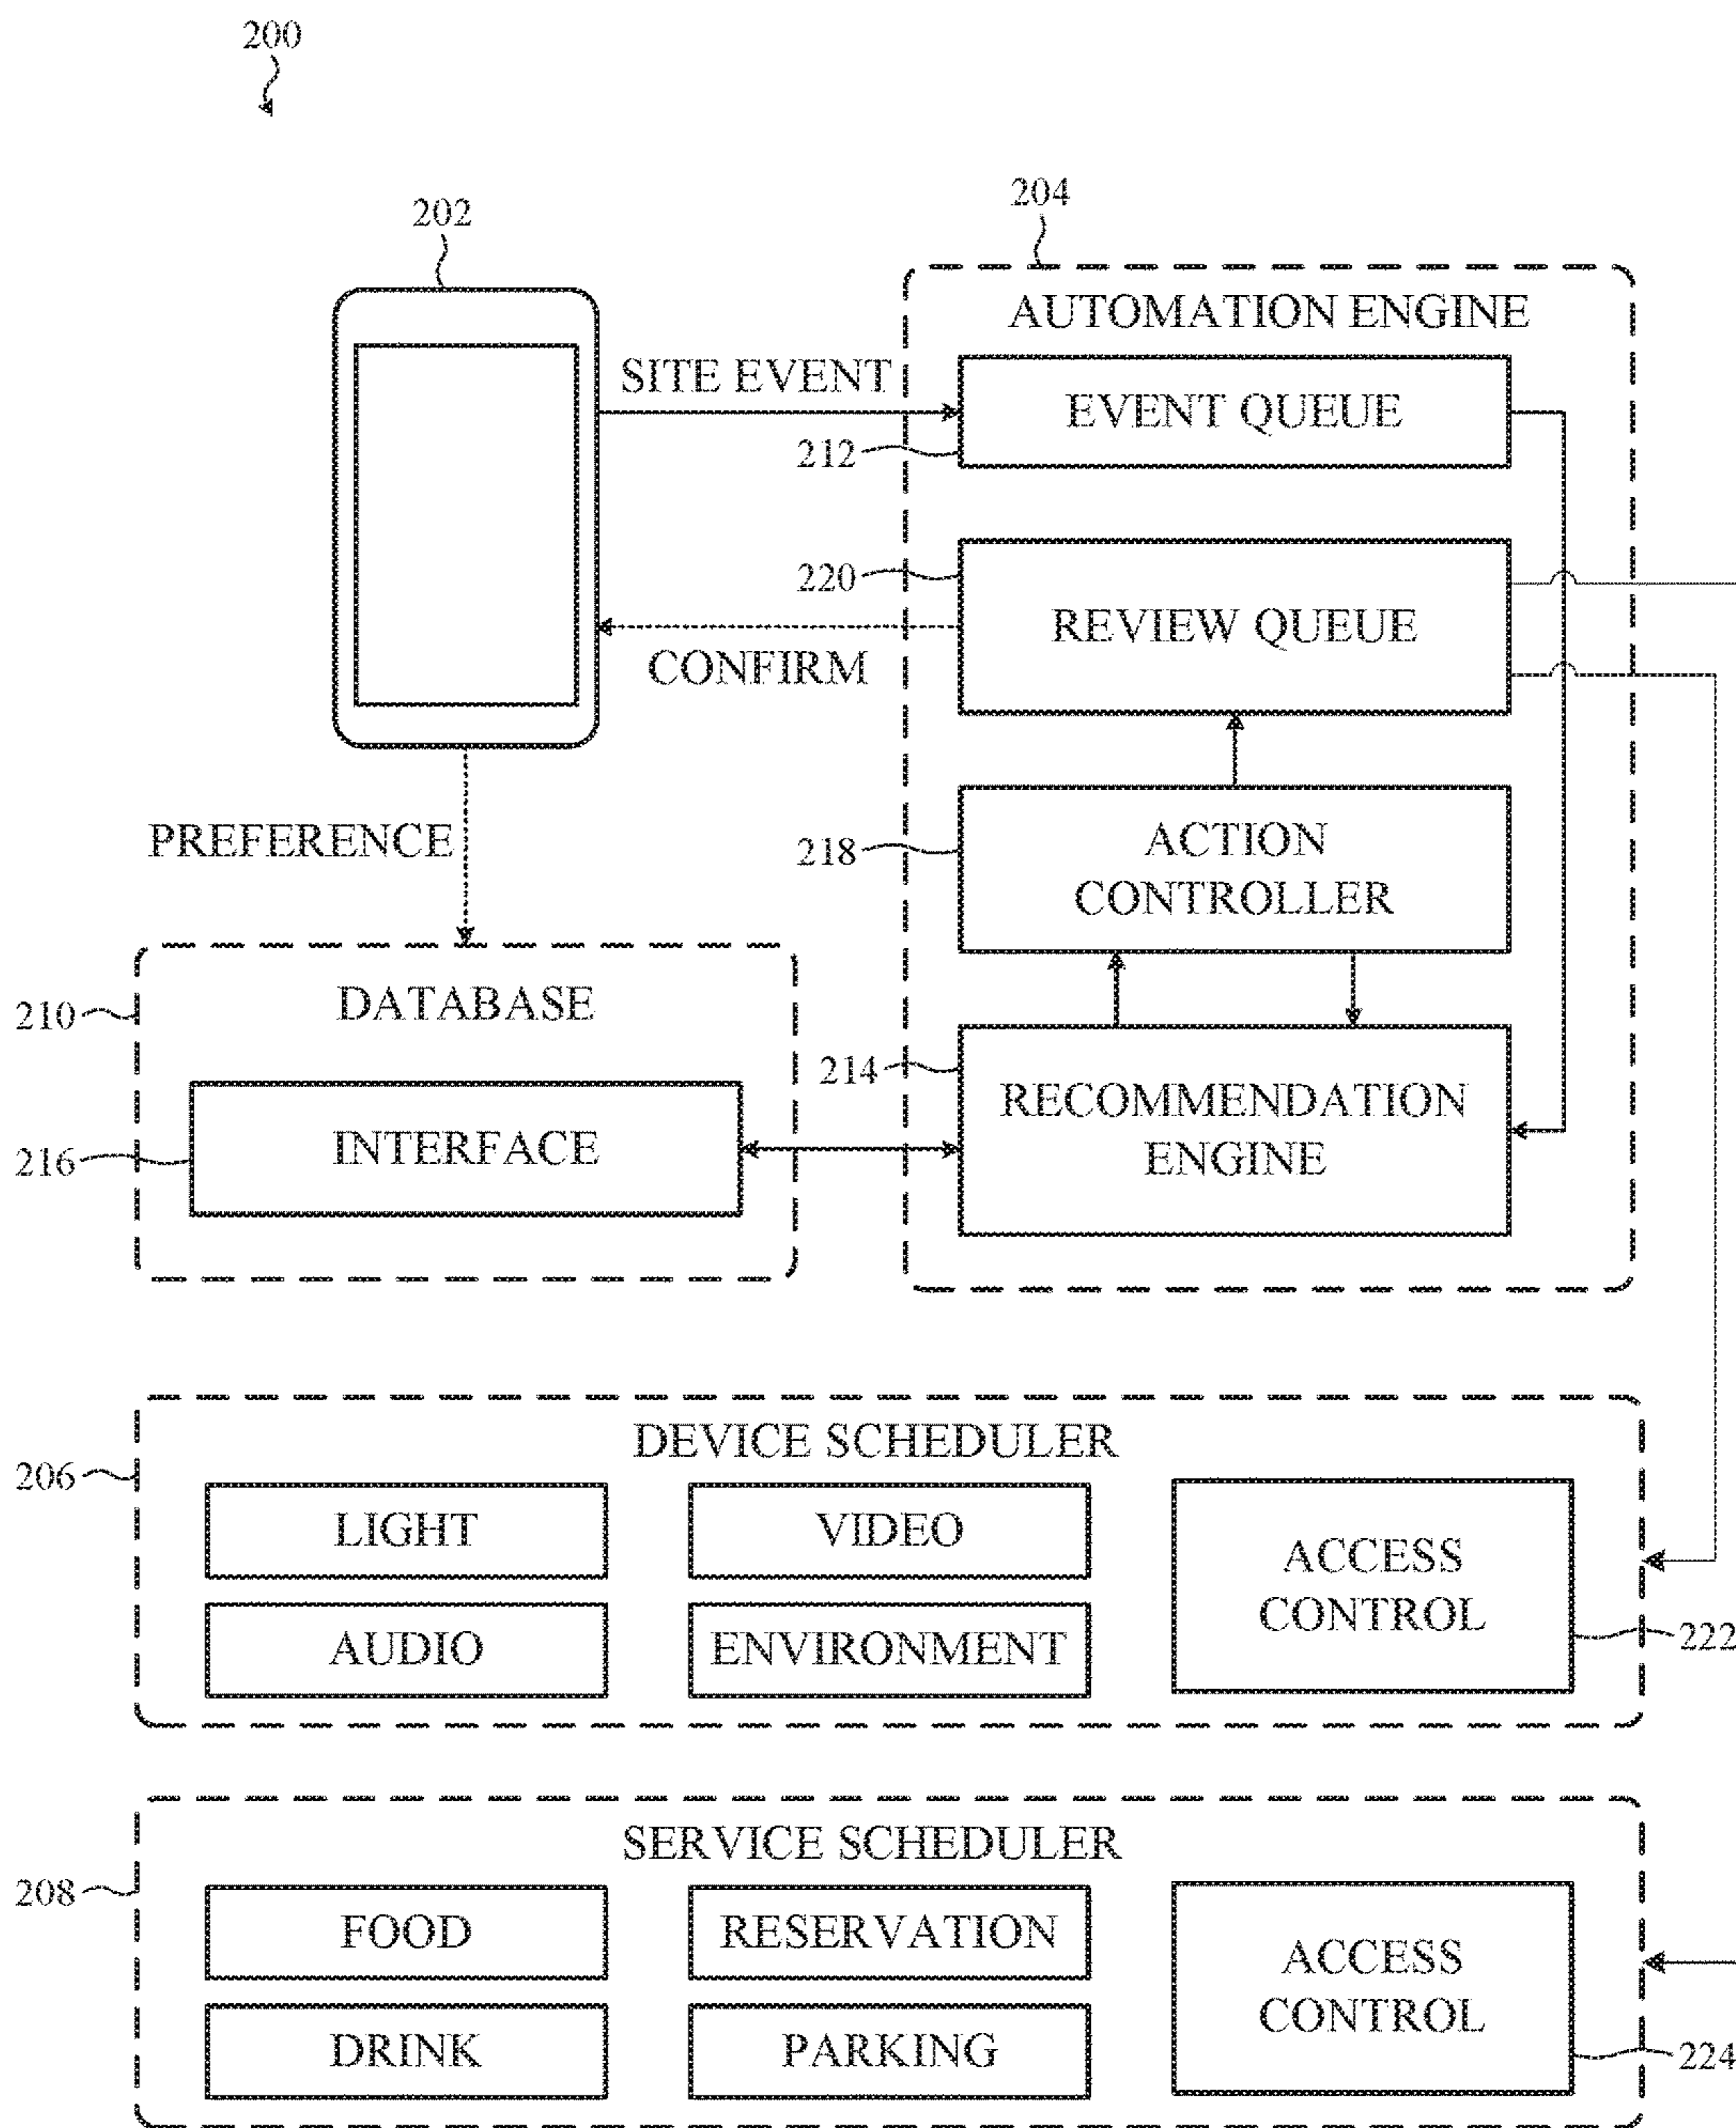 200
202
204
AUTOMATION ENGINE
SITE EVENT
EVENT QUEUE
212
220
REVIEW QUEUE
CONFIRM
PREFERENCE
218
ACTION
CONTROLLER
210
DATABASE
214
RECOMMENDATION
ENGINE
216
INTERFACE
DEVICE SCHEDULER
206
LIGHT
VIDEO
ACCESS
CONTROL
AUDIO
ENVIRONMENT
222
SERVICE SCHEDULER
208
FOOD
RESERVATION
ACCESS
CONTROL
DRINK
PARKING
224